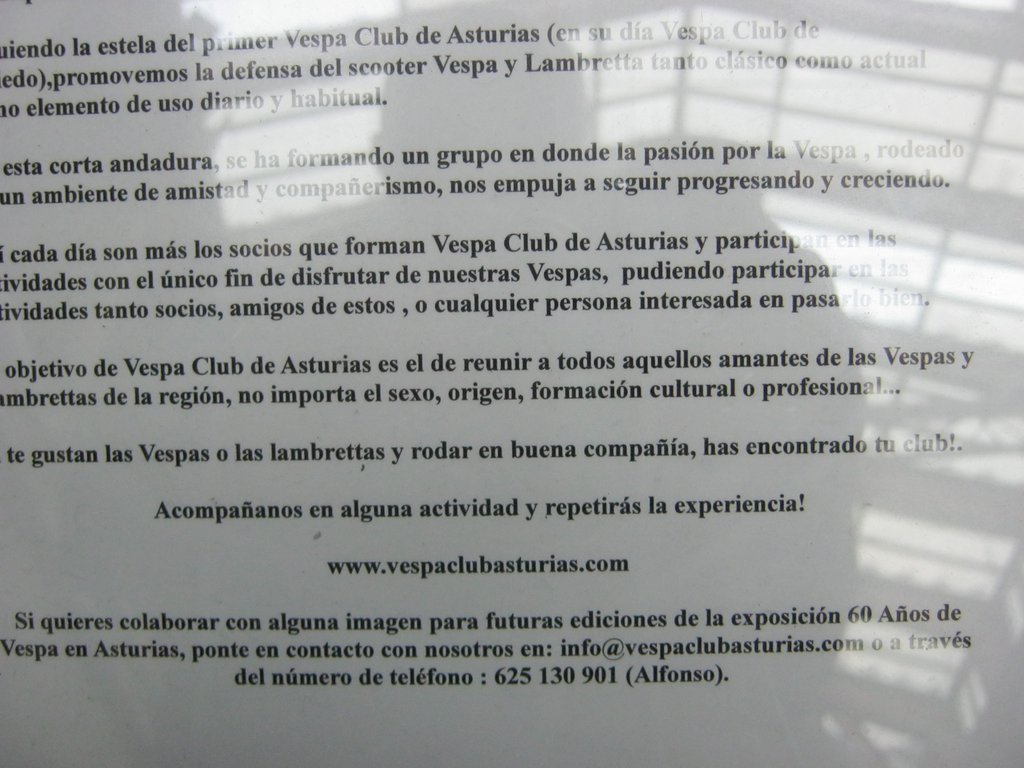 uiendo la estela del primer Vespa Club de Asturias (en su día Vespa Club de
iedo),promovemos la defensa del scooter Vespa y Lambretta tanto clásico como actual
no elemento de uso diario y habitual.
esta corta andadura, se ha formando un grupo en donde la pasión por la Vespa , rodeado
un ambiente de amistad y compañerismo, nos empuja a seguir progresando y creciendo.
í cada día son más los socios que forman Vespa Club de Asturias y participan en las
tividades con el único fin de disfrutar de nuestras Vespas, pudiendo participar en las
tividades tanto socios, amigos de estos , o cualquier persona interesada en pasarlo bien.
objetivo de Vespa Club de Asturias es el de reunir a todos aquellos amantes de las Vespas y
ambrettas de la región, no importa el sexo, origen, formación cultural o profesional...
te gustan las Vespas o las lambrettas y rodar en buena compañía, has encontrado tu club!.
Acompañanos en alguna actividad y repetirás la experiencia!
www.vespaclubasturias.com
Si quieres colaborar con alguna imagen para futuras ediciones de la exposición 60 Años de
Vespa en Asturias, ponte en contacto con nosotros en: info@vespaclubasturias.com o a través
del número de teléfono : 625 130 901 (Alfonso).